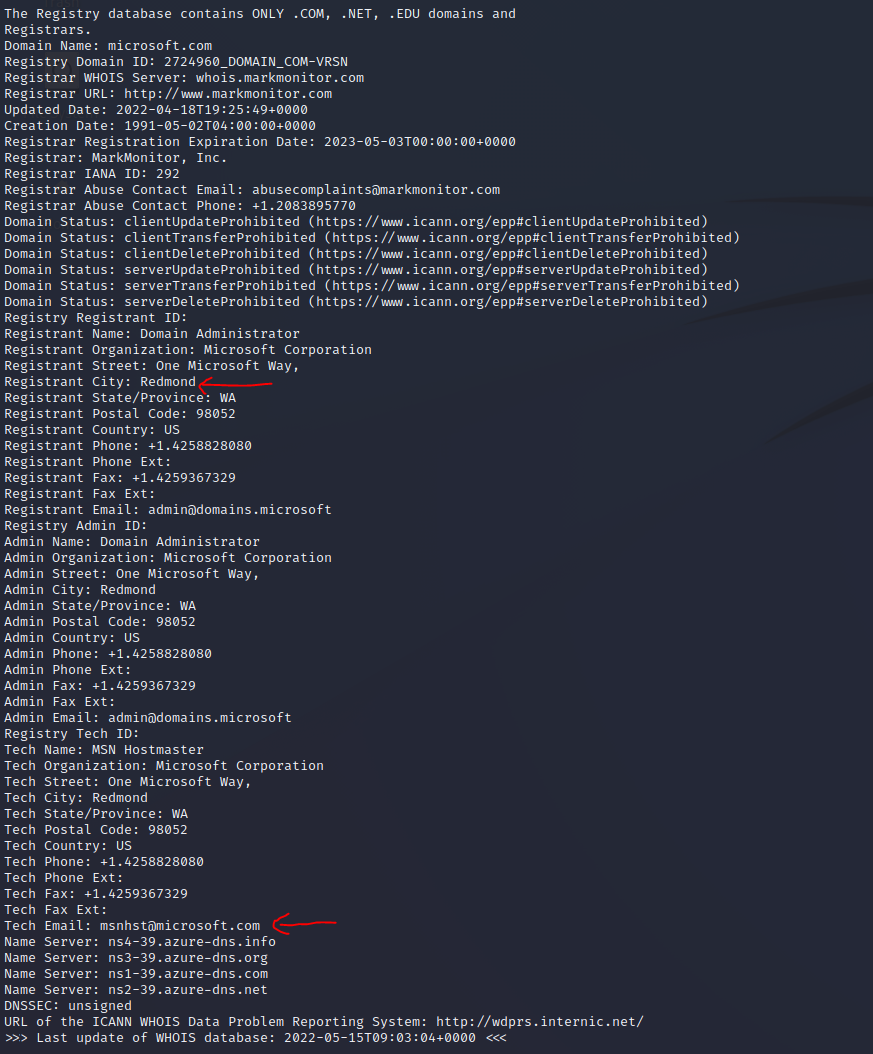 The Registry database contains ONLY .COM, .NET, .EDU domains and
Registrars.
Domain Name: microsoft.com
Registry Domain ID: 2724960_DOMAIN_COM-VRSN
Registrar WHOIS Server: whois.markmonitor.com
Registrar URL: http://www.markmonitor.com
Updated Date: 2022-04-18T19:25:49+0000
Creation Date: 1991-05-02T04:00:00+0000
Registrar Registration Expiration Date: 2023-05-03T00:00:00+0000
Registrar: MarkMonitor, Inc.
Registrar IANA ID: 292
Registrar Abuse Contact Email: abusecomplaints@markmonitor.com
Registrar Abuse Contact Phone: +1.2083895770
Domain Status: clientUpdateProhibited (https://www.icann.org/epp#clientUpdateProhibited)
Domain Status: clientTransferProhibited (https://www.icann.org/epp#clientTransferProhibited)
Domain Status: clientDeleteProhibited (https://www.icann.org/epp#clientDeleteProhibited)
Domain Status: serverUpdateProhibited (https://www.icann.org/epp#serverUpdateProhibited)
Domain Status: serverTransferProhibited (https://www.icann.org/epp#serverTransferProhibited)
Domain Status: serverDeleteProhibited (https://www.icann.org/epp#serverDeleteProhibited)
Registry Registrant ID:
Registrant Name: Domain Administrator
Registrant Organization: Microsoft Corporation
Registrant Street: One Microsoft Way,
Registrant City: Redmond
Registrant State/Province: WA
Registrant Postal Code: 98052
Registrant Country: US
Registrant Phone: +1.4258828080
Registrant Phone Ext:
Registrant Fax: +1.4259367329
Registrant Fax Ext:
Registrant Email: admin@domains.microsoft
Registry Admin ID:
Admin Name: Domain Administrator
Admin Organization: Microsoft Corporation
Admin Street: One Microsoft Way,
Admin City: Redmond
Admin State/Province: WA
Admin Postal Code: 98052
Admin Country: US
Admin Phone: +1.4258828080
Admin Phone Ext:
Admin Fax: +1.4259367329
Admin Fax Ext:
Admin Email: admin@domains.microsoft
Registry Tech ID:
Tech Name: MSN Hostmaster
Tech Organization: Microsoft Corporation
Tech Street: One Microsoft Way,
Tech City: Redmond
Tech State/Province: WA
Tech Postal Code: 98052
Tech Country: US
Tech Phone: +1.4258828080
Tech Phone Ext:
Tech Fax: +1.4259367329
Tech Fax Ext:
Tech Email: msnhst@microsoft.com
Name Server: ns4-39.azure-dns.info
Name Server: ns3-39.azure-dns.org
Name Server: ns1-39.azure-dns.com
Name Server: ns2-39.azure-dns.net
DNSSEC: unsigned
URL of the ICANN WHOIS Data Problem Reporting System: http://wdprs.internic.net/
>>> Last update of WHOIS database: 2022-05-15T09:03:04+0000 <<<